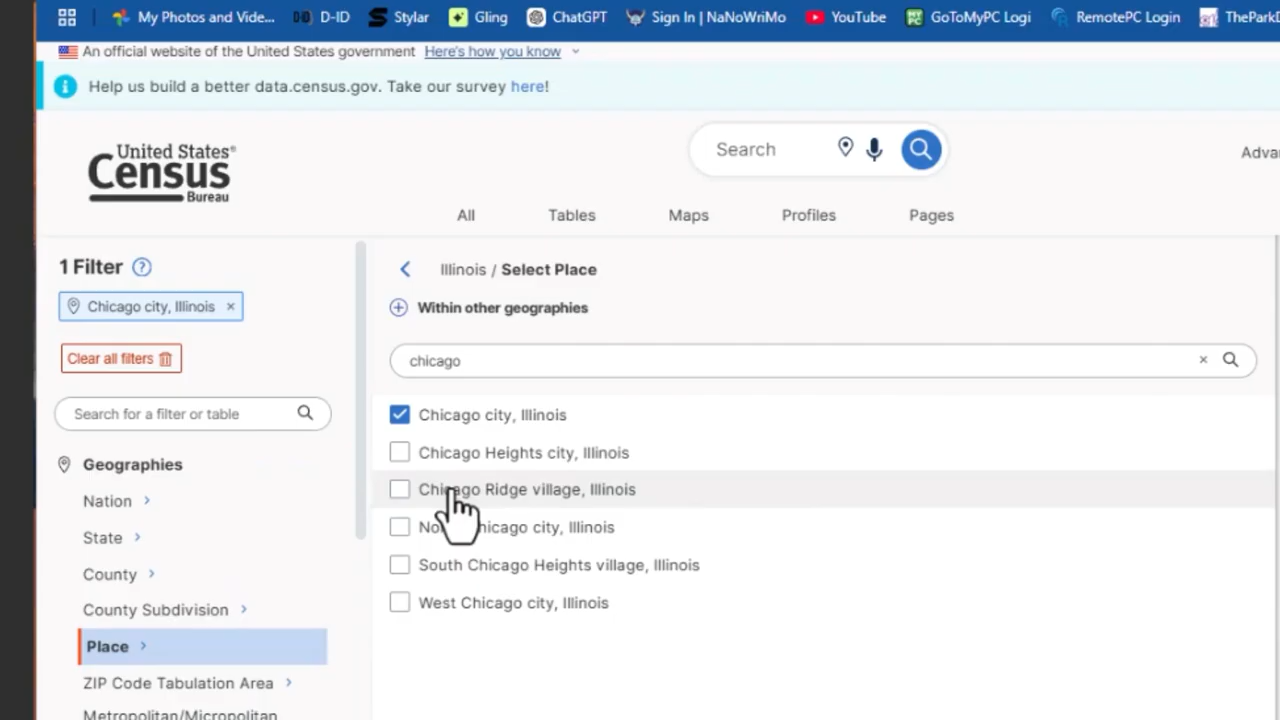 My Photos and Vide... D-ID Stylar Gling ChatGPT Sign In | NaNoWriMo YouTube GoToMyPC Logi RemotePC Login TheParkD
An official website of the United States government Here's how you know
Help us build a better data.census.gov. Take our survey here!
United States®
Census
Bureau
Search
Adva
All Tables Maps Profiles Pages
1 Filter ?
Chicago city, Illinois ×
Clear all filters
Search for a filter or table
Geographies
Nation
State
County
County Subdivision
Place
ZIP Code Tabulation Area
Metropolitan/Micropolitan
Illinois / Select Place
Within other geographies
chicago ×
Chicago city, Illinois
Chicago Heights city, Illinois
Chicago Ridge village, Illinois
No hicago city, Illinois
South Chicago Heights village, Illinois
West Chicago city, Illinois